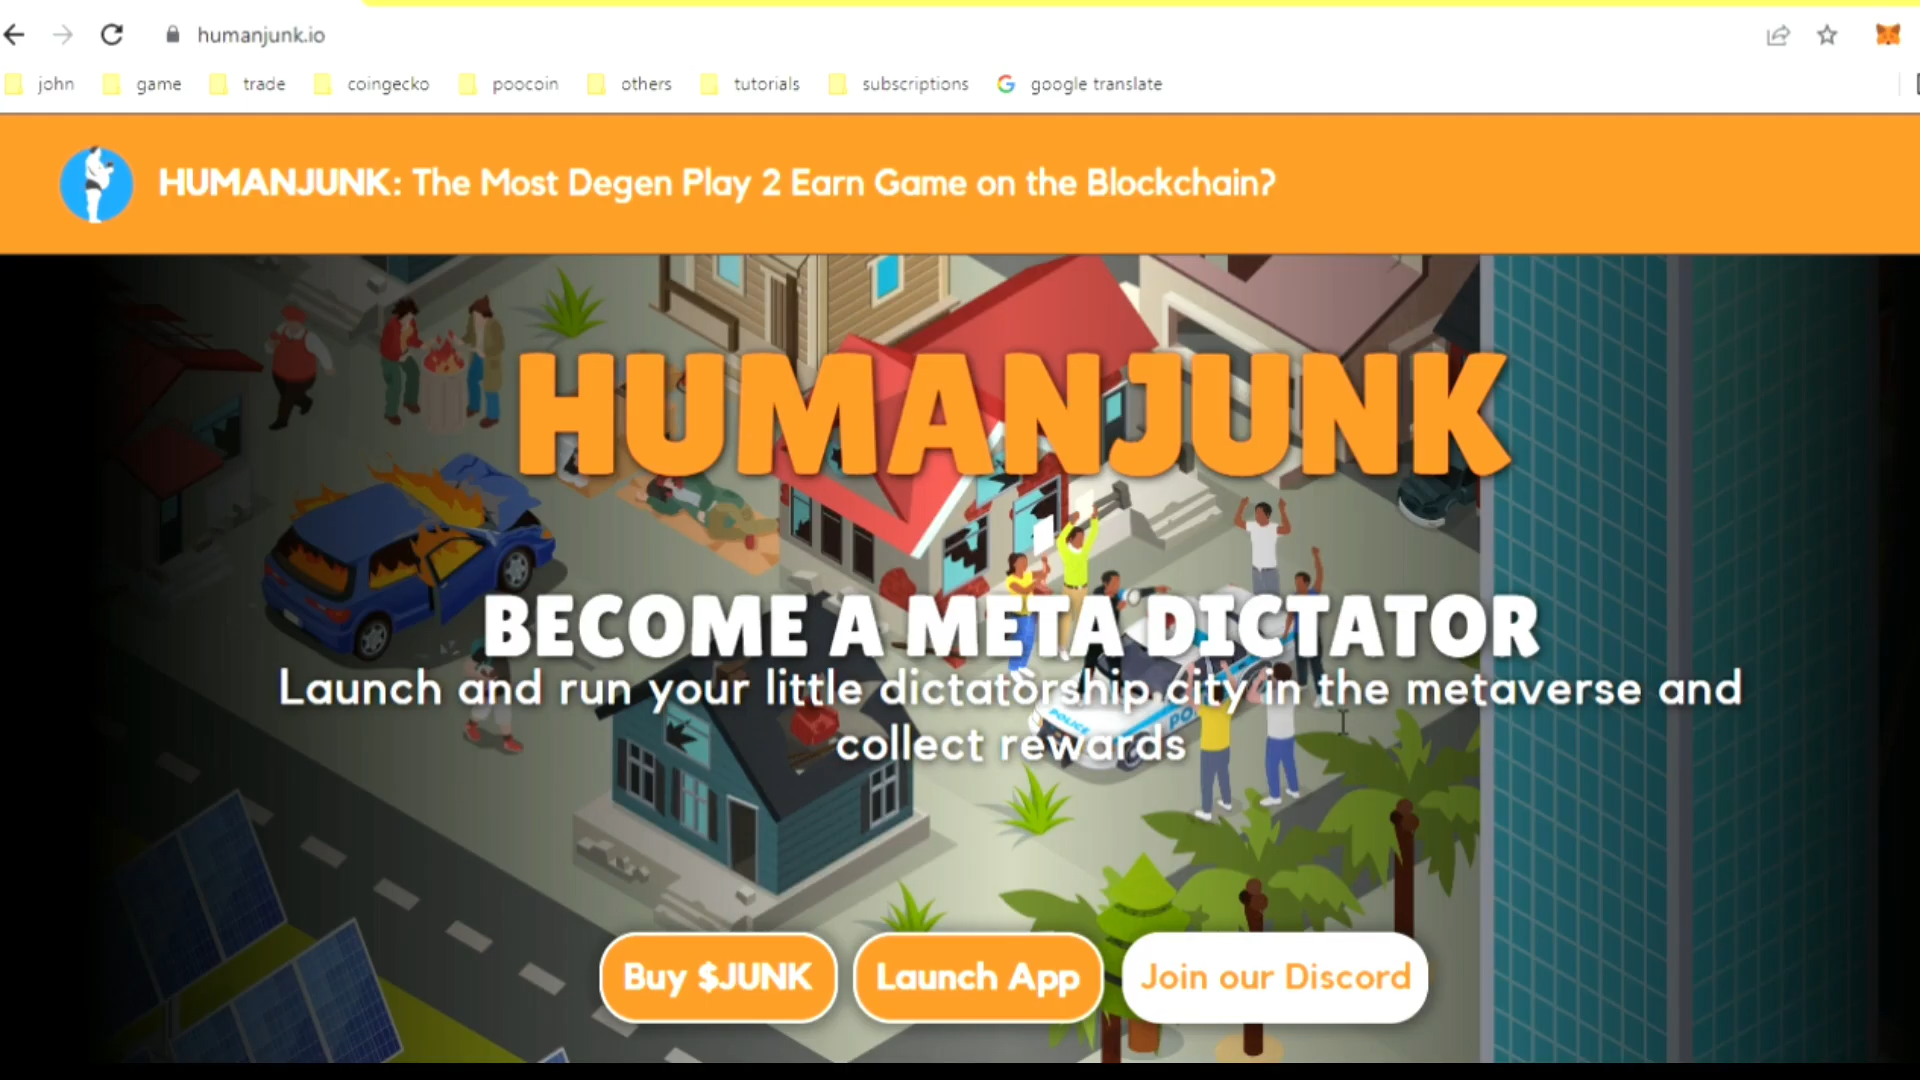 humanjunk.io
john game trade coingecko poocoin others tutorials subscriptions google translate
HUMANJUNK: The Most Degen Play 2 Earn Game on the Blockchain?
HUMANJUNK
BECOME A META DICTATOR
Launch and run your little dictatorship city in the metaverse and
collect rewards
POLICE
PO
Buy $JUNK Launch App Join our Discord